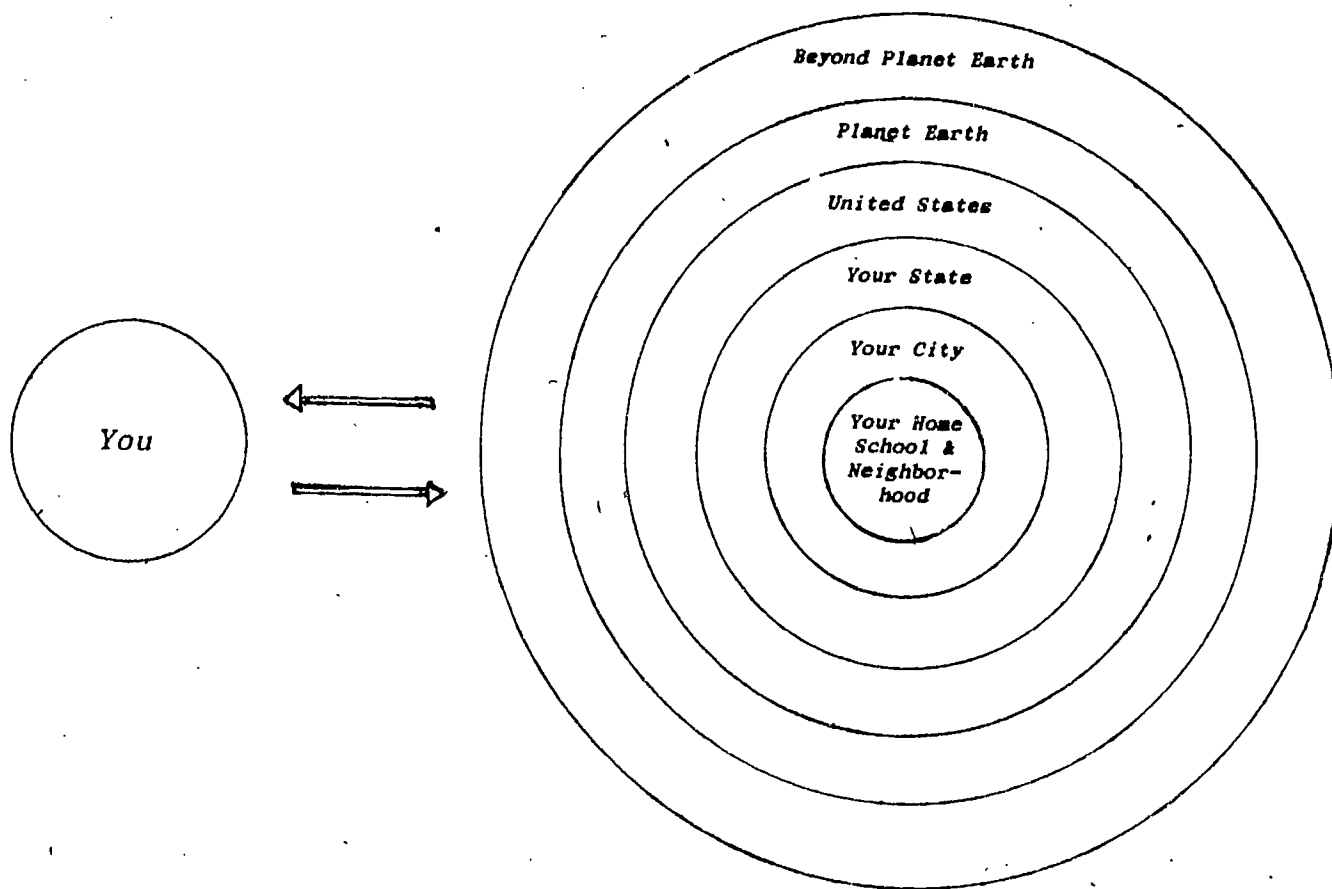 Beyond Planet Earth
Planet Earth
United States
Your State
Your City
You
Your Home
School &
Neighbor-
hood